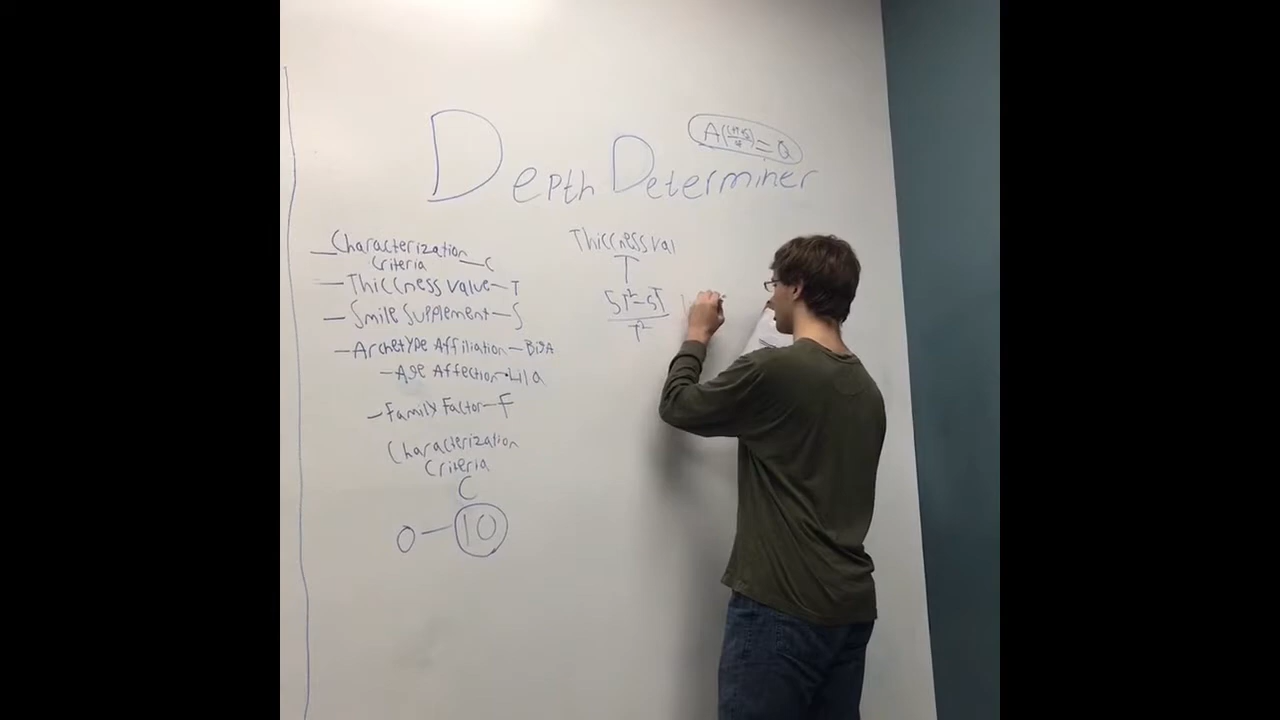 Depth Determiner
=Q
Characterization
Criteria — C
— Thiccness value — T
— Smile Supplement — S
— Archetype Affiliation — Big A
- Age Affection
— Family Factor — F
Characterization
Criteria
C
0 — 10
Thiccness val
T
5T²-5T
T²